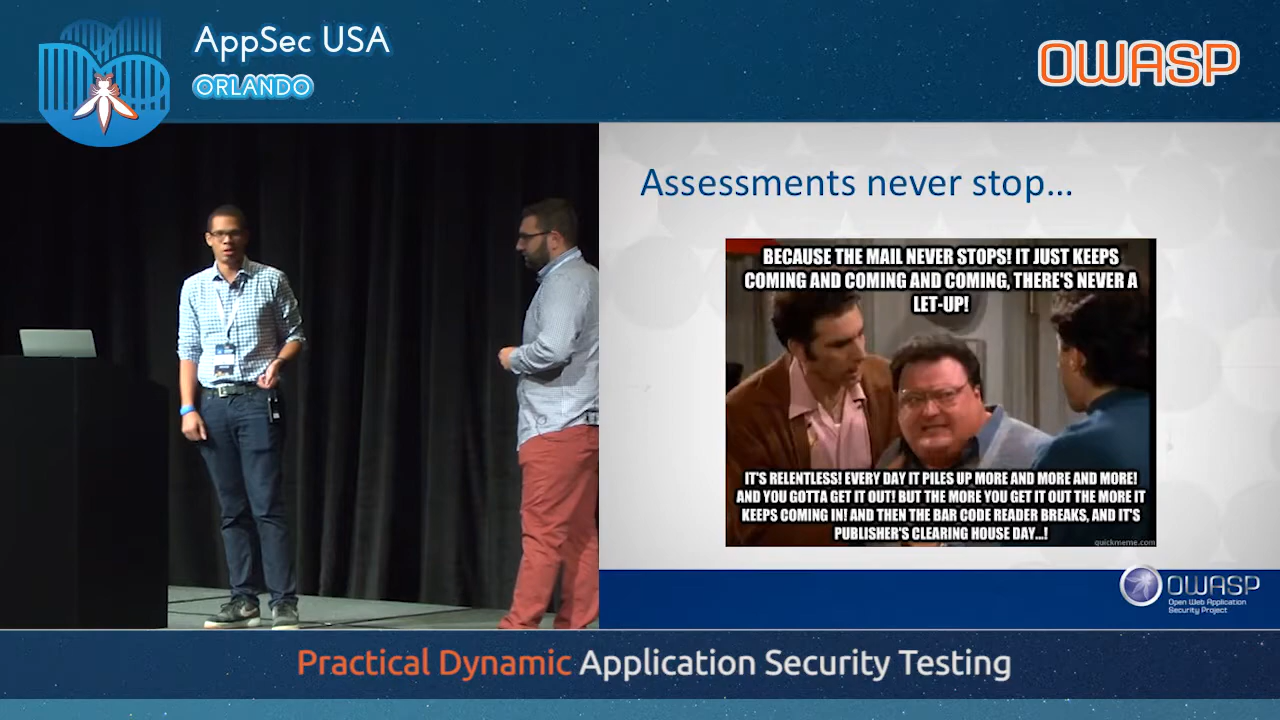 AppSec USA
ORLANDO
OWASP
Assessments never stop...
BECAUSE THE MAIL NEVER STOPS! IT JUST KEEPS
COMING AND COMING AND COMING, THERE'S NEVER A
LET-UP!
IT'S RELENTLESS! EVERY DAY IT PILES UP MORE AND MORE AND MORE!
AND YOU GOTTA GET IT OUT! BUT THE MORE YOU GET IT OUT THE MORE IT
KEEPS COMING IN! AND THEN THE BAR CODE READER BREAKS, AND IT'S
PUBLISHER'S CLEARING HOUSE DAY...!
quickmeme.com
OWASP
Open Web Application
Security Project
Practical Dynamic Application Security Testing